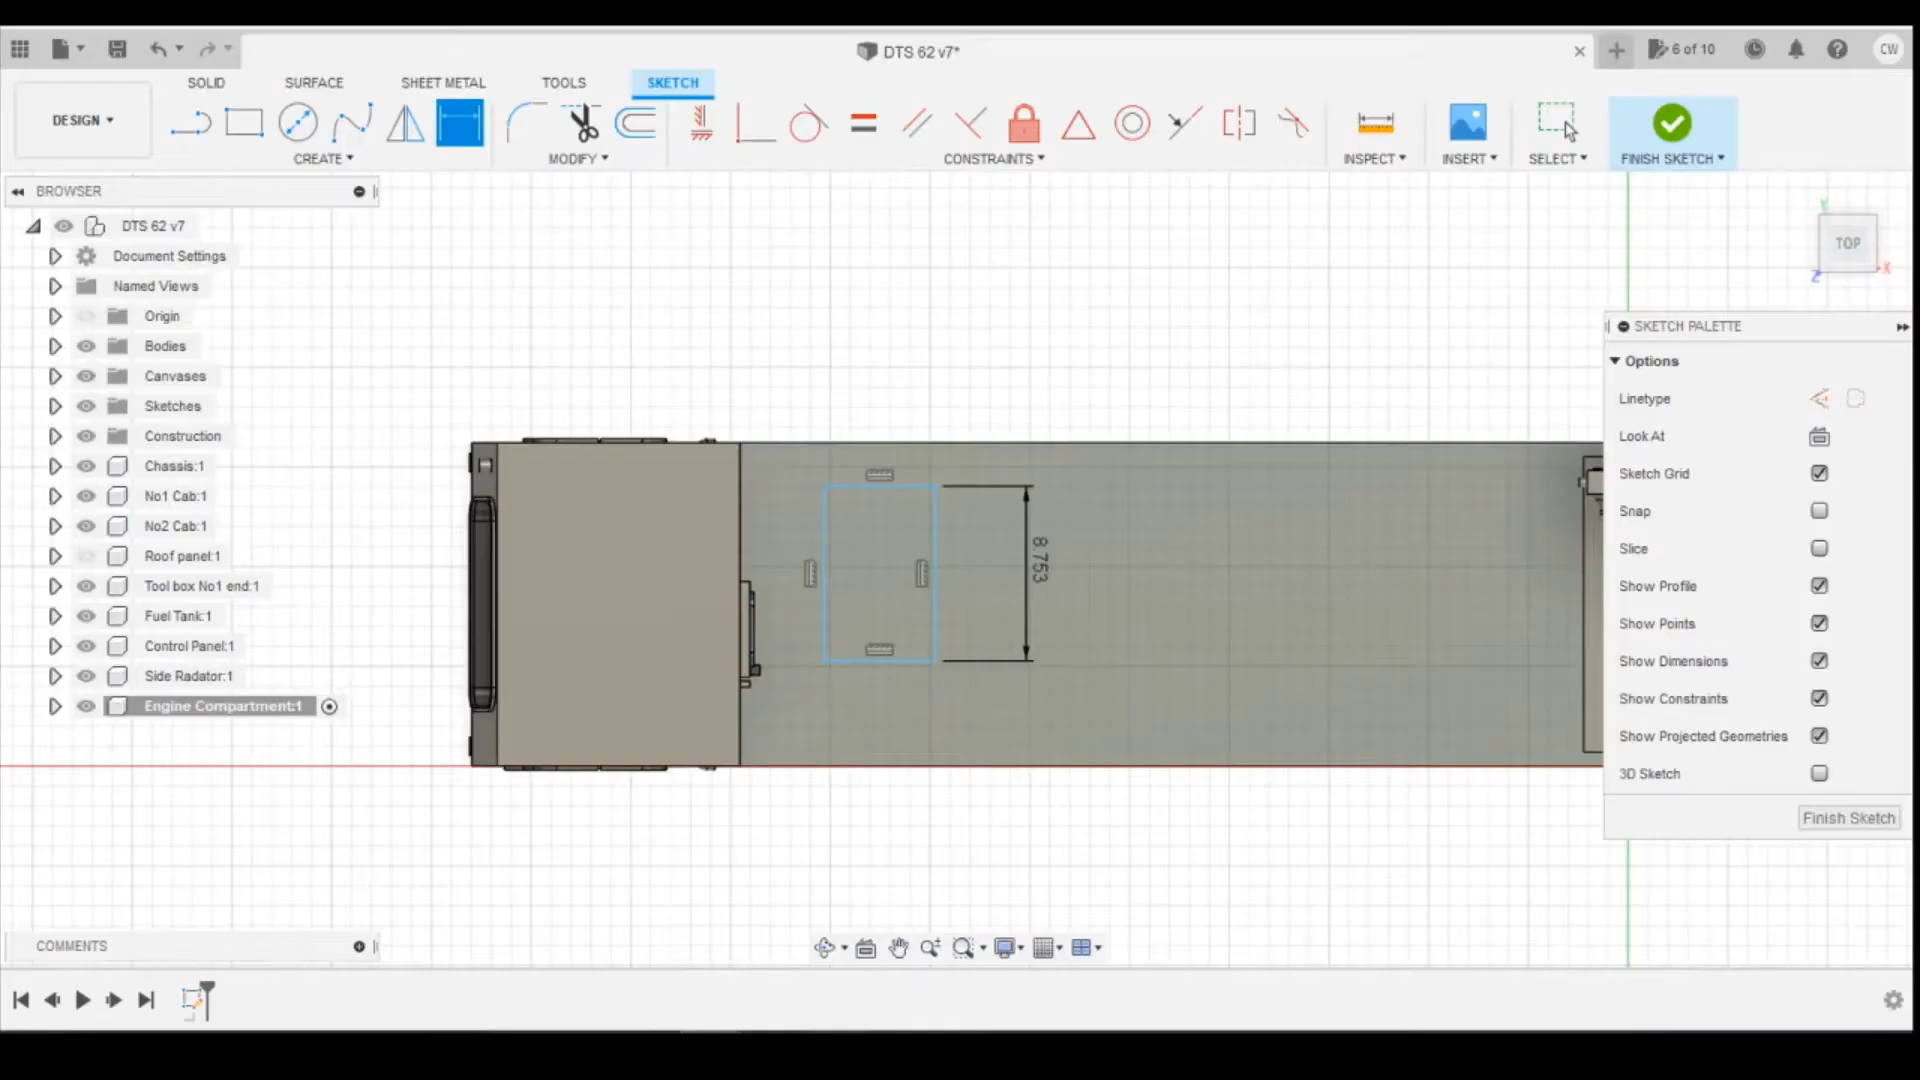 DTS 62 v7*
6 of 10
CW
SOLID
SURFACE
SHEET METAL
TOOLS
SKETCH
DESIGN
CREATE
MODIFY
CONSTRAINTS
INSPECT
INSERT
SELECT
FINISH SKETCH
BROWSER
DTS 62 v7
Document Settings
Named Views
Origin
Bodies
Canvases
Sketches
Construction
Chassis:1
No1 Cab:1
No2 Cab:1
Roof panel:1
Tool box No1 end:1
Fuel Tank:1
Control Panel:1
Side Radator:1
Engine Compartment:1
8.753
Y
TOP
X
Z
SKETCH PALETTE
Options
Linetype
Look At
Sketch Grid
Snap
Slice
Show Profile
Show Points
Show Dimensions
Show Constraints
Show Projected Geometries
3D Sketch
Finish Sketch
COMMENTS